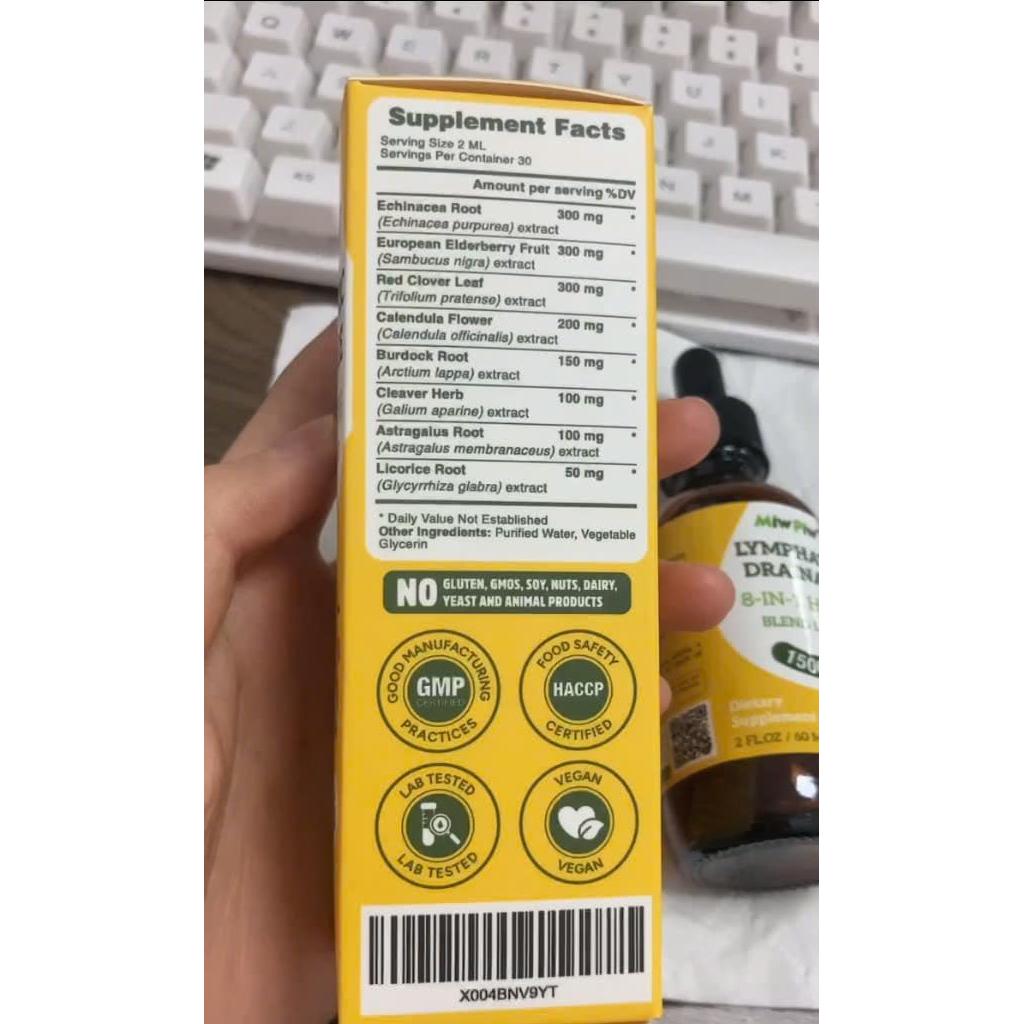 Supplement Facts
Serving Size 2 ML
Servings Per Container 30
Amount per serving %DV
Echinacea Root 300 mg *
(Echinacea purpurea) extract
European Elderberry Fruit 300 mg *
(Sambucus nigra) extract
Red Clover Leaf 300 mg *
(Trifolium pratense) extract
Calendula Flower 200 mg *
(Calendula officinalis) extract
Burdock Root 150 mg *
(Arctium lappa) extract
Cleaver Herb 100 mg *
(Galium aparine) extract
Astragalus Root 100 mg *
(Astragalus membranaceus) extract
Licorice Root 50 mg *
(Glycyrrhiza glabra) extract
* Daily Value Not Established
Other Ingredients: Purified Water, Vegetable
Glycerin
NO GLUTEN, GMOS, SOY, NUTS, DAIRY,
YEAST AND ANIMAL PRODUCTS
GOOD MANUFACTURING
GMP
CERTIFIED
PRACTICES
FOOD SAFETY
HACCP
CERTIFIED
LAB TESTED
LAB TESTED
VEGAN
VEGAN
X004BNV9YT
8-IN-1
Dietary
Supplement
2 FL.OZ / 60